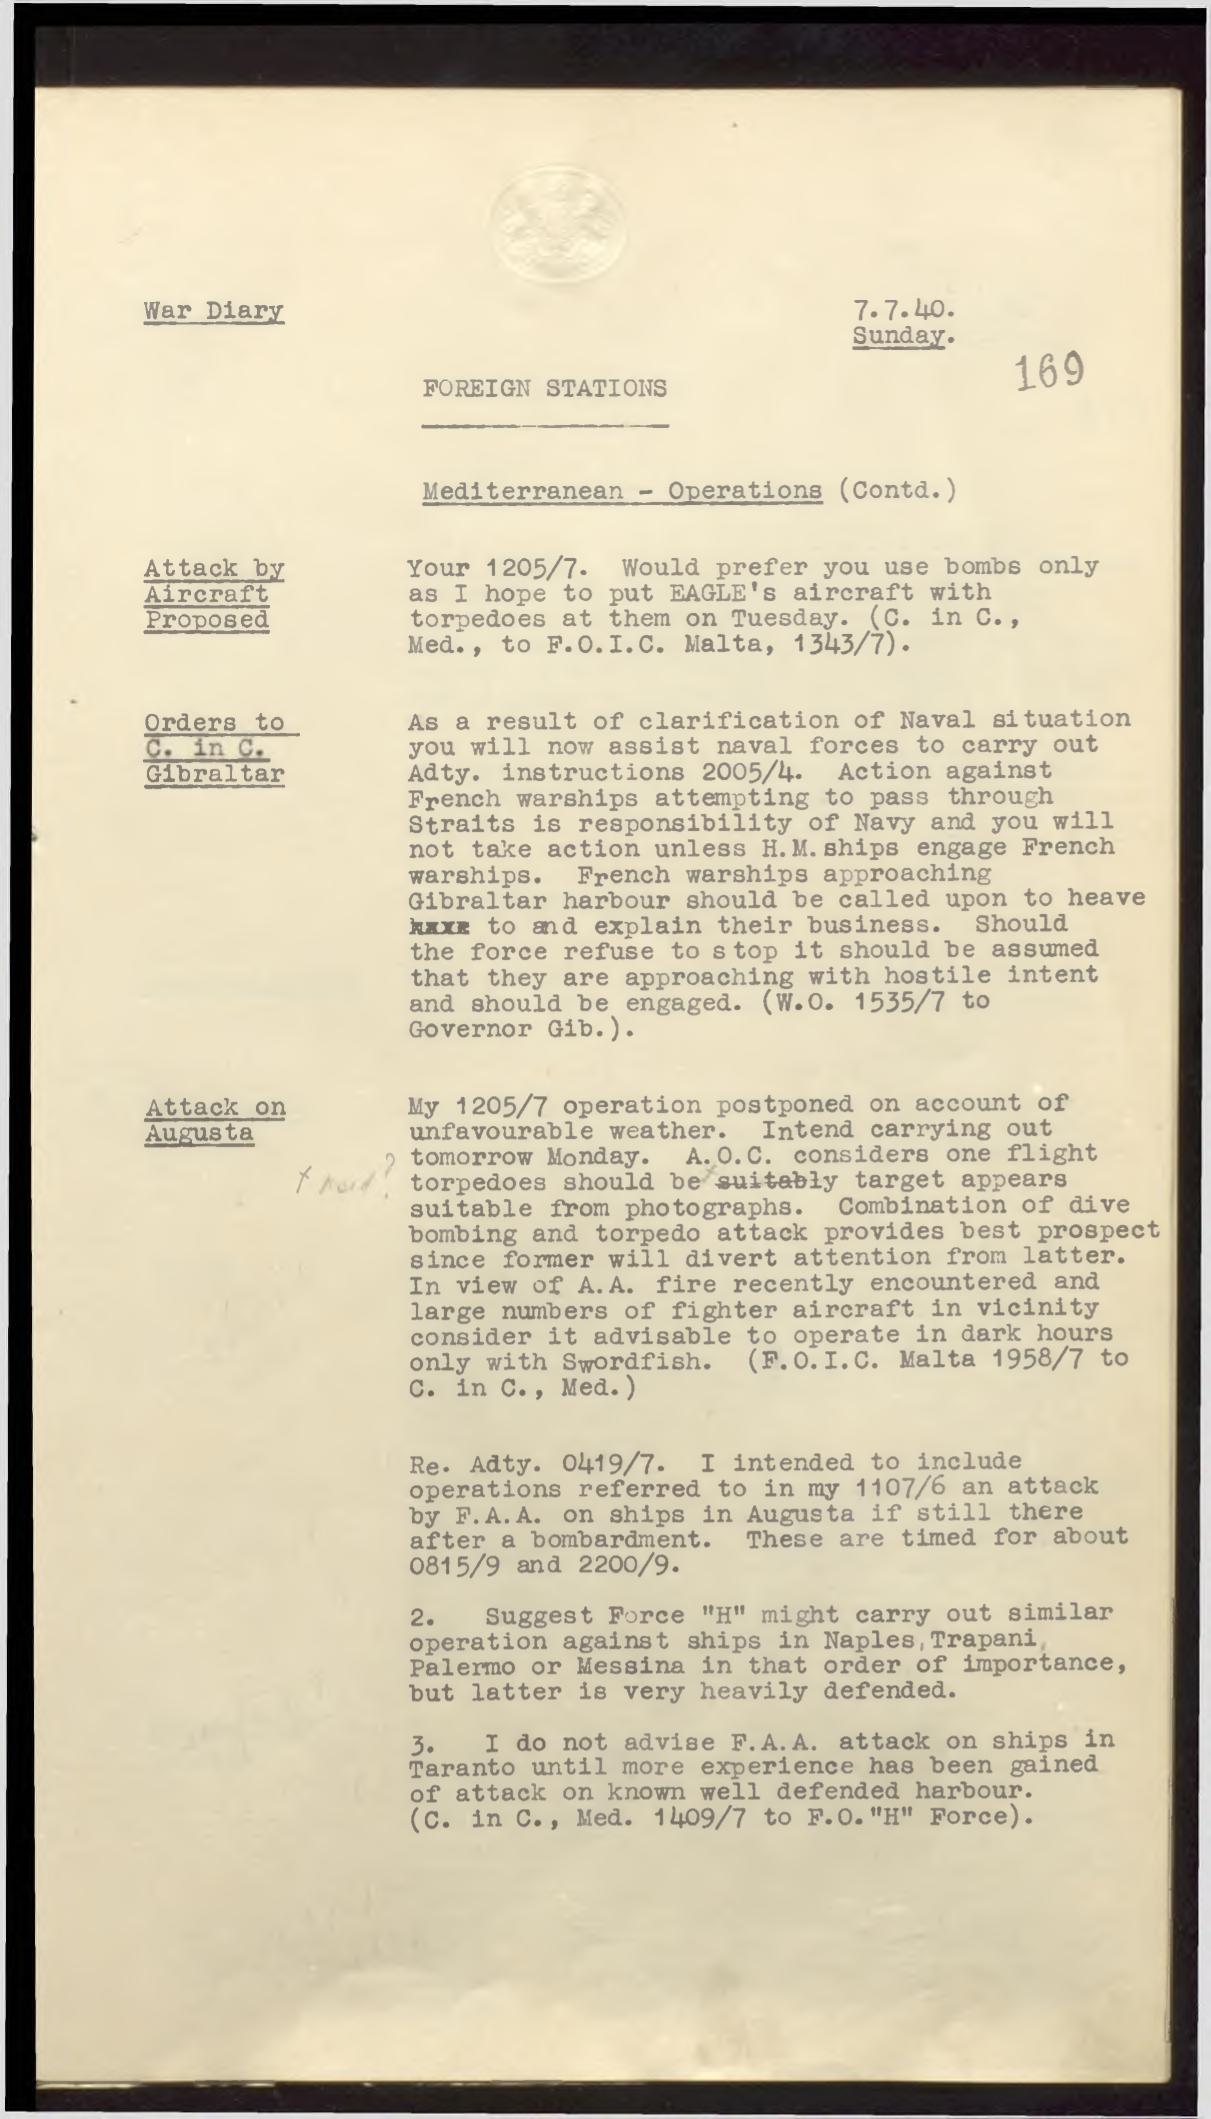 War Diary
7.7.40.
Sunday.
169
FOREIGN STATIONS
Mediterranean - Operations (Contd.)
Attack by
Aircraft
Proposed
Your 1205/7. Would prefer you use bombs only
as I hope to put EAGLE's aircraft with
torpedoes at them on Tuesday. (C. in C.,
Med., to F.O.I.C. Malta, 1343/7).
Orders to
C. in C.
Gibraltar
As a result of clarification of Naval situation
you will now assist naval forces to carry out
Adty. instructions 2005/4. Action against
French warships attempting to pass through
Straits is responsibility of Navy and you will
not take action unless H.M.ships engage French
warships. French warships approaching
Gibraltar harbour should be called upon to heave
to and explain their business. Should
the force refuse to stop it should be assumed
that they are approaching with hostile intent
and should be engaged. (W.O. 1535/7 to
Governor Gib.).
Attack on
Augusta
My 1205/7 operation postponed on account of
unfavourable weather. Intend carrying out
tomorrow Monday. A.O.C. considers one flight
torpedoes should be suitably target appears
suitable from photographs. Combination of dive
bombing and torpedo attack provides best prospect
since former will divert attention from latter.
In view of A.A. fire recently encountered and
large numbers of fighter aircraft in vicinity
consider it advisable to operate in dark hours
only with Swordfish. (F.O.I.C. Malta 1958/7 to
C. in C., Med.)
Re. Adty. 0419/7. I intended to include
operations referred to in my 1107/6 an attack
by F.A.A. on ships in Augusta if still there
after a bombardment. These are timed for about
0815/9 and 2200/9.
2. Suggest Force "H" might carry out similar
operation against ships in Naples,Trapani,
Palermo or Messina in that order of importance,
but latter is very heavily defended.
3. I do not advise F.A.A. attack on ships in
Taranto until more experience has been gained
of attack on known well defended harbour.
(C. in C., Med. 1409/7 to F.O."H" Force).